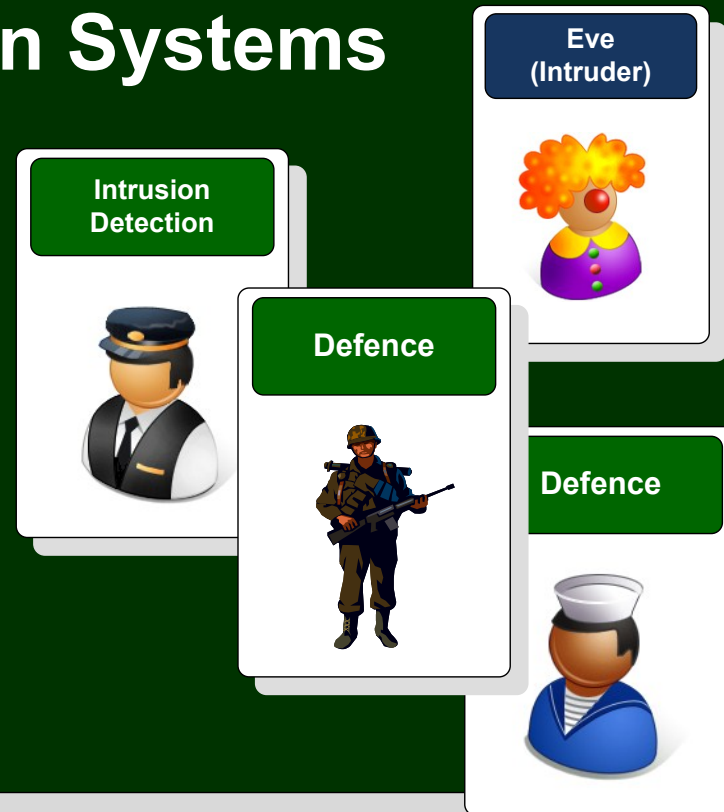 n Systems
Eve
(Intruder)
Intrusion
Detection
Defence
Defence